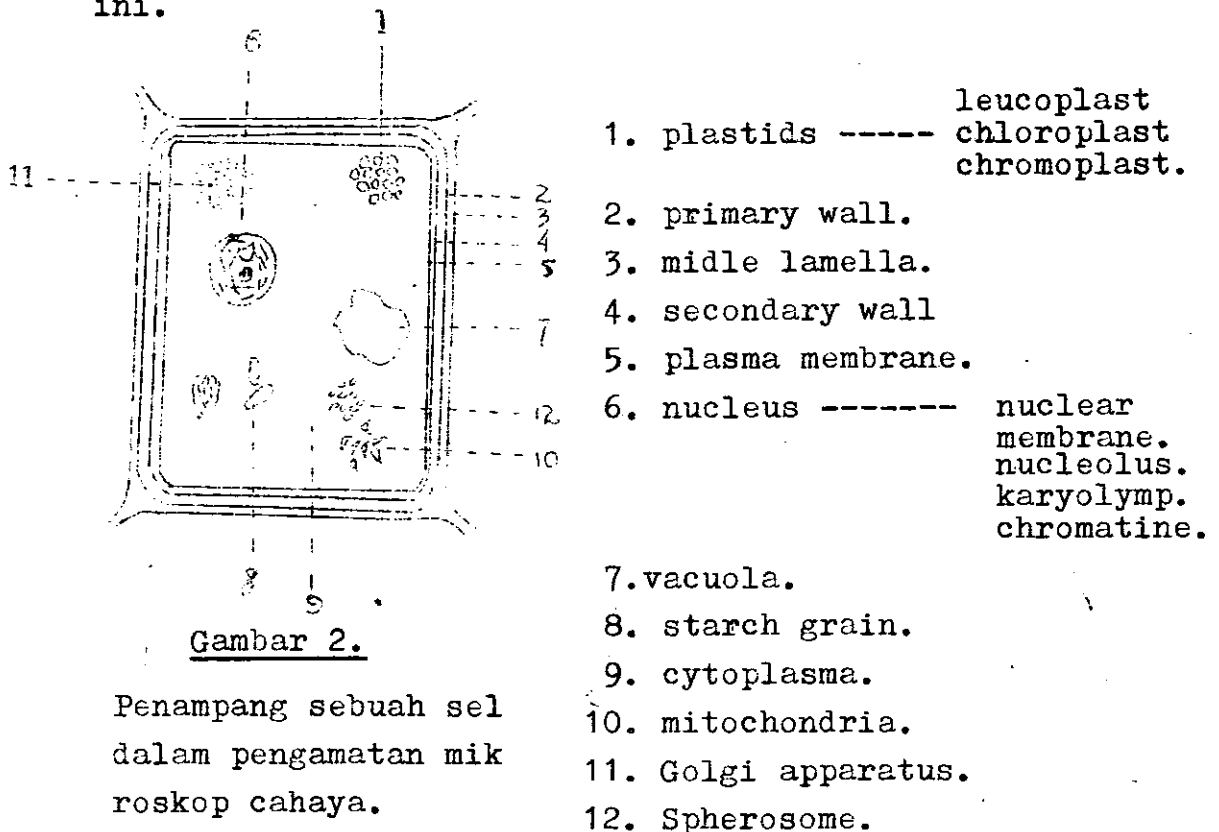 ini.
6 1
11
2
3
4
5
7
12
10
8
9
Gambar 2.
Penampang sebuah sel
dalam pengamatan mik
roskop cahaya.
leucoplast
1. plastids ----- chloroplast
chromoplast.
2. primary wall.
3. midle lamella.
4. secondary wall
5. plasma membrane.
6. nucleus ------- nuclear
membrane.
nucleolus.
karyolymp.
chromatine.
7.vacuola.
8. starch grain.
9. cytoplasma.
10. mitochondria.
11. Golgi apparatus.
12. Spherosome.